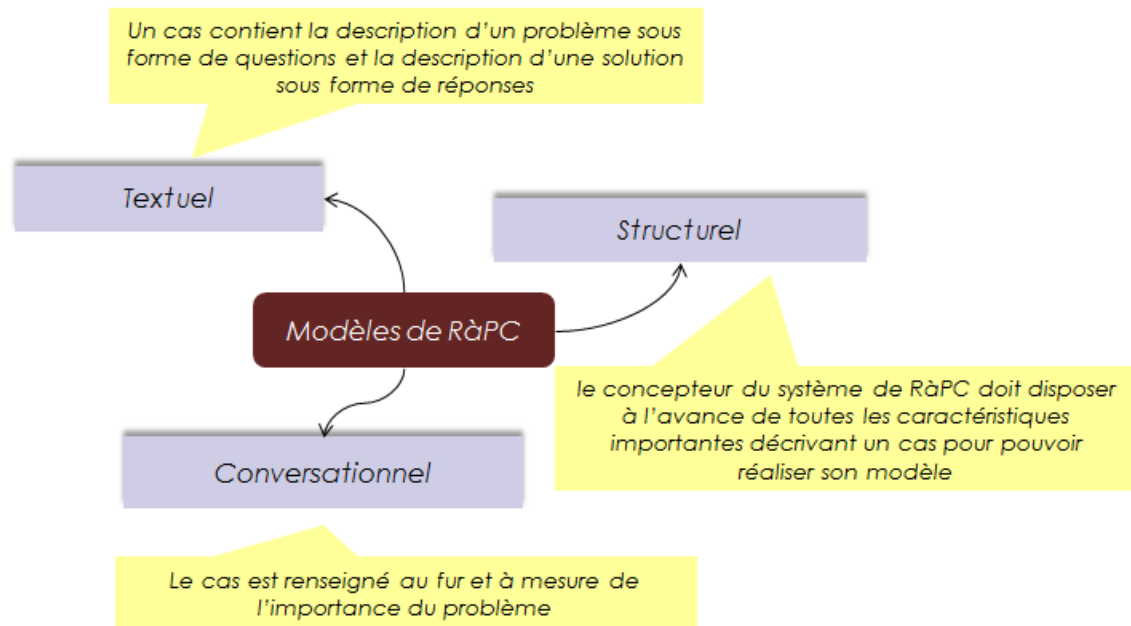 Un cas contient la description d'un problème sous
forme de questions et la description d'une solution
sous forme de réponses
Textuel
Structurel
Modèles de RàPC
le concepteur du système de RàPC doit disposer
à l'avance de toutes les caractéristiques
importantes décrivant un cas pour pouvoir
réaliser son modèle
Conversationnel
Le cas est renseigné au fur et à mesure de
l'importance du problème